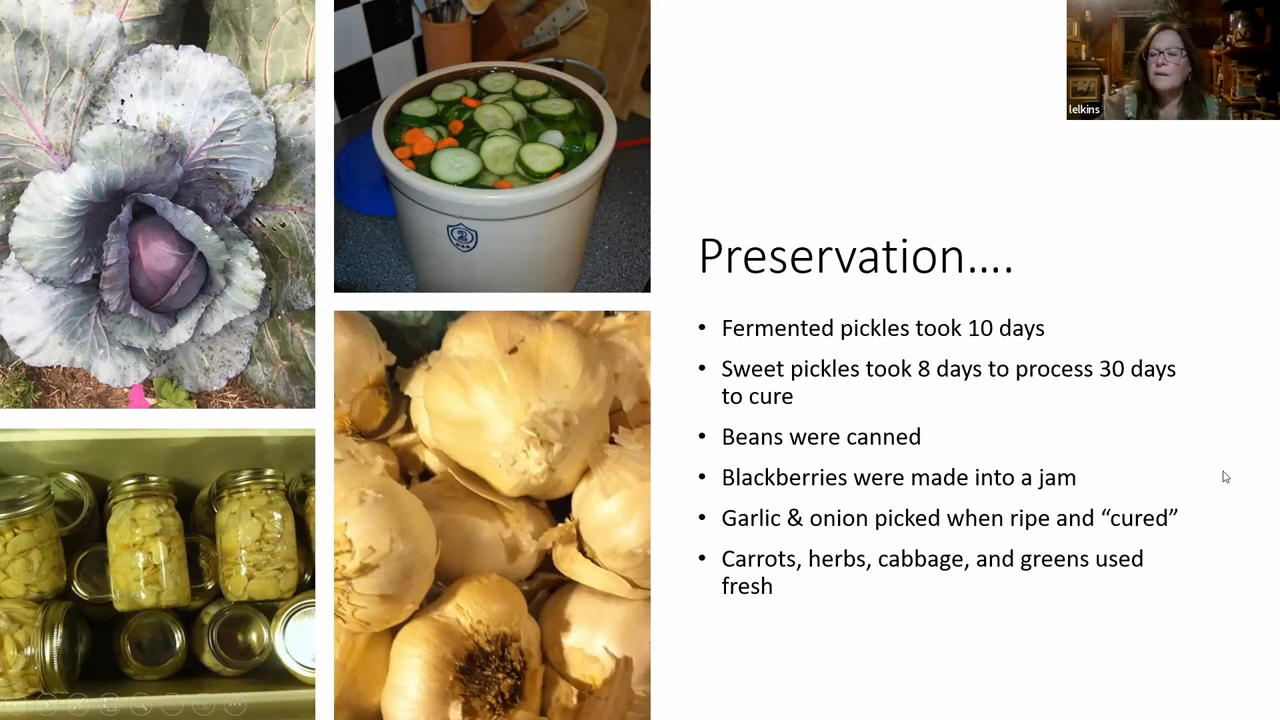 lelkins
2
Preservation....
• Fermented pickles took 10 days
• Sweet pickles took 8 days to process 30 days
to cure
• Beans were canned
• Blackberries were made into a jam
• Garlic & onion picked when ripe and “cured”
• Carrots, herbs, cabbage, and greens used
fresh